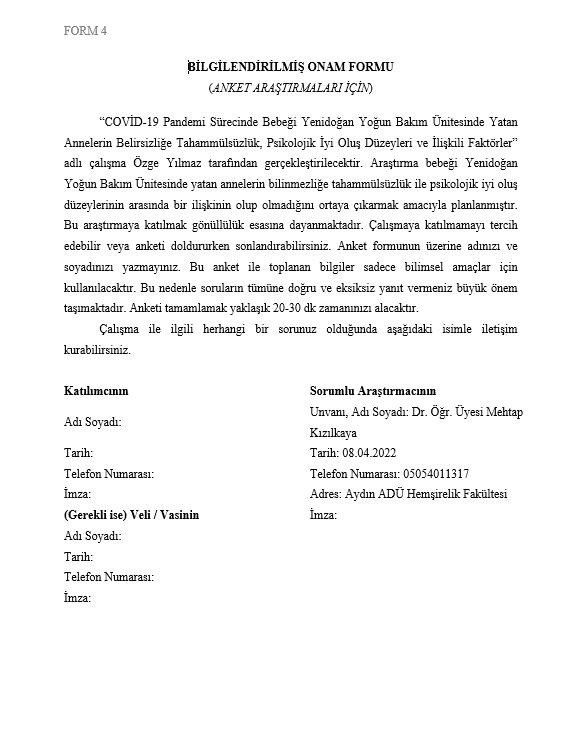 FORM 4
BİLGİLENDİRİLMİŞ ONAM FORMU
(ANKET ARAŞTIRMALARI İÇİN)
“COVİD-19 Pandemi Sürecinde Bebeği Yenidoğan Yoğun Bakım Ünitesinde Yatan
Annelerin Belirsizliğe Tahammülsüzlük, Psikolojik İyi Oluş Düzeyleri ve İlişkili Faktörler”
adlı çalışma Özge Yılmaz tarafından gerçekleştirilecektir. Araştırma bebeği Yenidoğan
Yoğun Bakım Ünitesinde yatan annelerin bilinmezliğe tahammülsüzlük ile psikolojik iyi oluş
düzeylerinin arasında bir ilişkinin olup olmadığını ortaya çıkarmak amacıyla planlanmıştır.
Bu araştırmaya katılmak gönüllülük esasına dayanmaktadır. Çalışmaya katılmamayı tercih
edebilir veya anketi doldururken sonlandırabilirsiniz. Anket formunun üzerine adınızı ve
soyadınızı yazmayınız. Bu anket ile toplanan bilgiler sadece bilimsel amaçlar için
kullanılacaktır. Bu nedenle soruların tümüne doğru ve eksiksiz yanıt vermeniz büyük önem
taşımaktadır. Anketi tamamlamak yaklaşık 20-30 dk zamanınızı alacaktır.
Çalışma ile ilgili herhangi bir sorunuz olduğunda aşağıdaki isimle iletişim
kurabilirsiniz.
Katılımcının
Adı Soyadı:
Tarih:
Telefon Numarası:
İmza:
(Gerekli ise) Veli / Vasinin
Adı Soyadı:
Tarih:
Telefon Numarası:
İmza:
Sorumlu Araştırmacının
Unvanı, Adı Soyadı: Dr. Öğr. Üyesi Mehtap
Kızılkaya
Tarih: 08.04.2022
Telefon Numarası: 05054011317
Adres: Aydın ADÜ Hemşirelik Fakültesi
İmza: